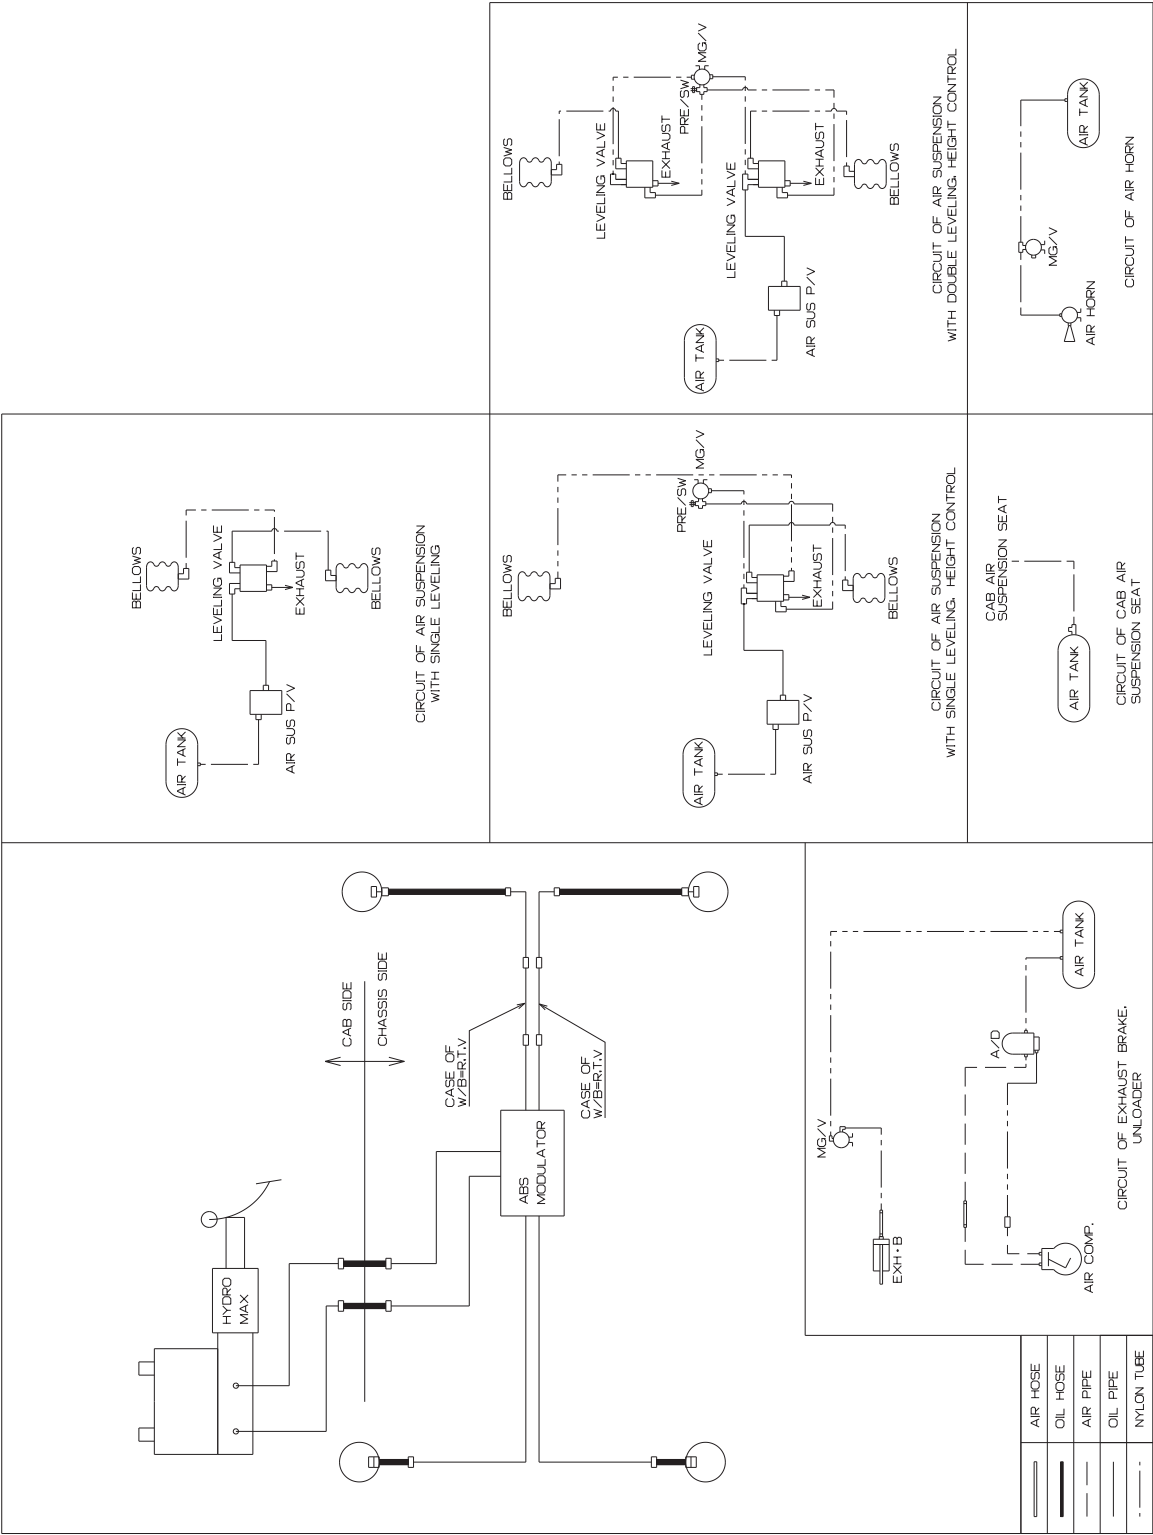 HYDRO
MAX
CAB SIDE
CHASSIS SIDE
CASE OF
W/B=R.T.V
CASE OF
W/B=R.T.V
ABS
MODULATOR
AIR HOSE
OIL HOSE
AIR PIPE
OIL PIPE
NYLON TUBE
MG/V
EXH.B
A/D
AIR TANK
AIR COMP.
CIRCUIT OF EXHAUST BRAKE.
UNLOADER
BELLOWS
LEVELING VALVE
EXHAUST
BELLOWS
AIR TANK
AIR SUS P/V
CIRCUIT OF AIR SUSPENSION
WITH SINGLE LEVELING
BELLOWS
PRE/SW
MG/V
LEVELING VALVE
EXHAUST
BELLOWS
AIR TANK
AIR SUS P/V
CIRCUIT OF AIR SUSPENSION
WITH SINGLE LEVELING. HEIGHT CONTROL
CAB AIR
SUSPENSION SEAT
AIR TANK
CIRCUIT OF CAB AIR
SUSPENSION SEAT
BELLOWS
LEVELING VALVE
EXHAUST
PRE/SW
MG/V
LEVELING VALVE
EXHAUST
BELLOWS
AIR TANK
AIR SUS P/V
CIRCUIT OF AIR SUSPENSION
WITH DOUBLE LEVELING. HEIGHT CONTROL
AIR TANK
MG/V
AIR HORN
CIRCUIT OF AIR HORN